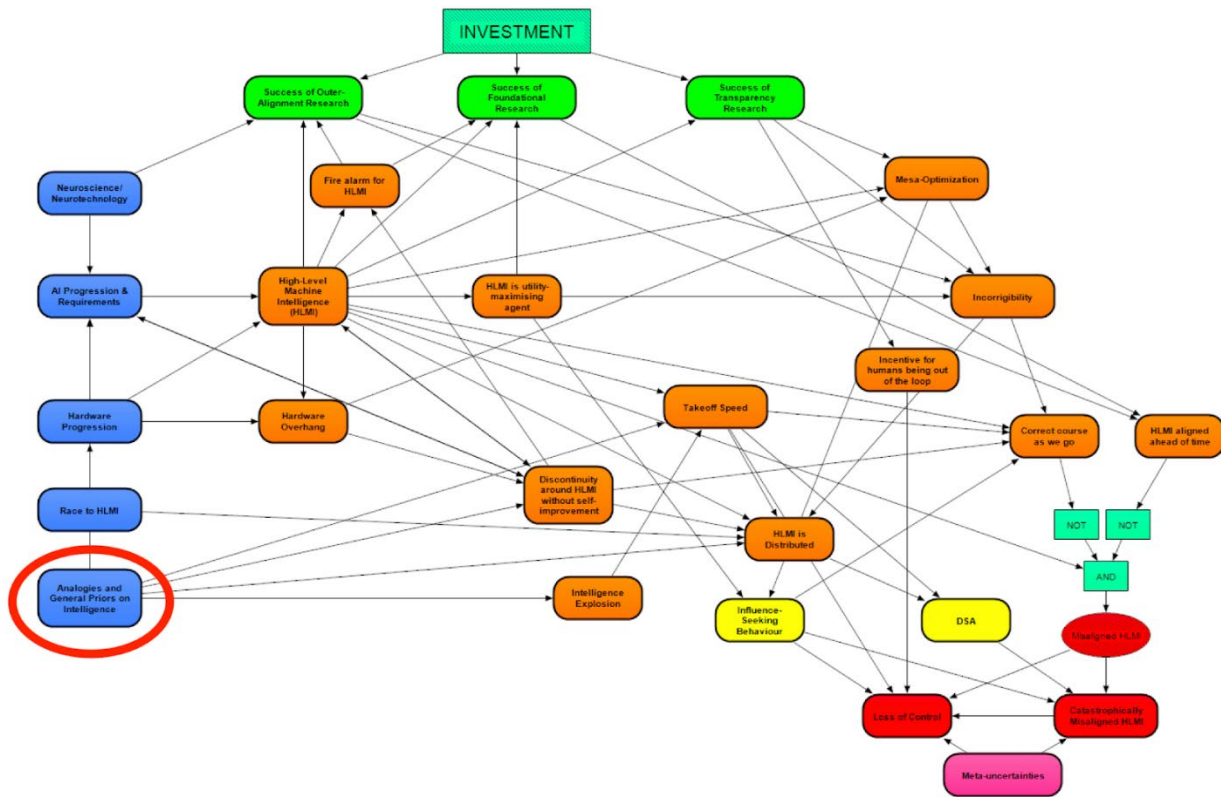 INVESTMENT
Success of Outer-
Alignment Research
Success of
Foundational
Research
Success of
Transparency
Research
Neuroscience/
Neurotechnology
Fire alarm for
HLMI
Mesa-Optimization
AI Progression &
Requirements
High-Level
Machine
Intelligence
(HLMI)
HLMI is utility-
maximising
agent
Incorrigibility
Incentive for
humans being out
of the loop
Hardware
Progression
Hardware
Overhang
Takeoff Speed
Correct course
as we go
HLMI aligned
ahead of time
Race to HLMI
Discontinuity
around HLMI
without self-
improvement
HLMI is
Distributed
NOT
NOT
AND
Analogies and
General Priors on
Intelligence
Intelligence
Explosion
Influence-
Seeking
Behaviour
DSA
Misaligned HLMI
Loss of Control
Catastrophically
Misaligned HLMI
Meta-uncertainties